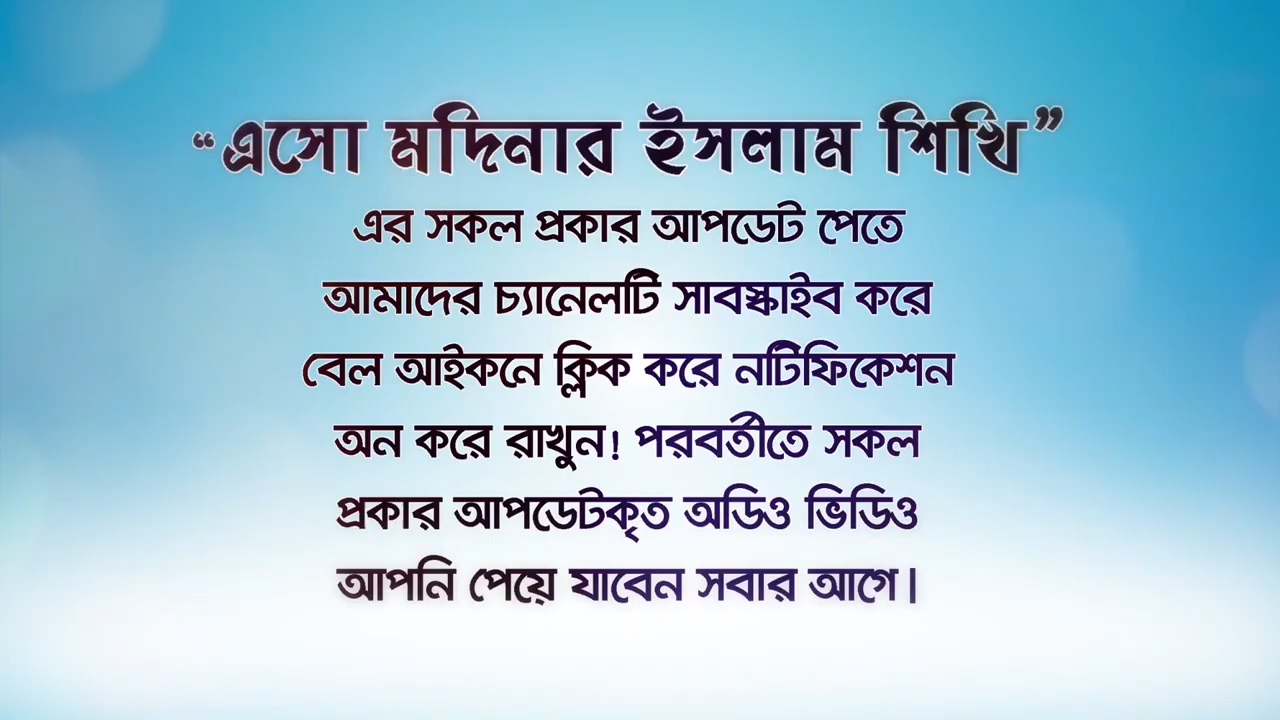 “এসো মদিনার ইসলাম শিখি”
এর সকল প্রকার আপডেট পেতে
আমাদের চ্যানেলটি সাবস্ক্রাইব করে
বেল আইকনে ক্লিক করে নটিফিকেশন
অন করে রাখুন! পরবর্তীতে সকল
প্রকার আপডেটকৃত অডিও ভিডিও
আপনি পেয়ে যাবেন সবার আগে।